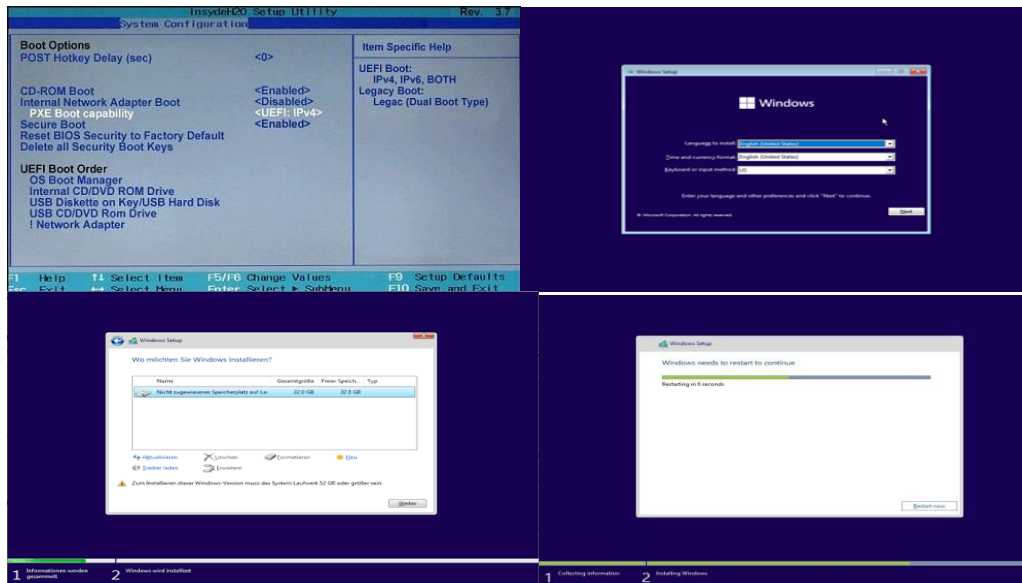 InsydeH2O Setup Utility Rev. 3.7
System Configuration
Boot Options
POST Hotkey Delay (sec) <0>
CD-ROM Boot <Enabled>
Internal Network Adapter Boot <Disabled>
PXE Boot capability <UEFI: IPv4>
Secure Boot <Enabled>
Reset BIOS Security to Factory Default
Delete all Security Boot Keys
UEFI Boot Order
OS Boot Manager
Internal CD/DVD ROM Drive
USB Diskette on Key/USB Hard Disk
USB CD/DVD Rom Drive
! Network Adapter
Item Specific Help
UEFI Boot:
IPv4, IPv6, BOTH
Legacy Boot:
Legac (Dual Boot Type)
F1 Help ↑↓ Select Item F5/F6 Change Values F9 Setup Defaults
Esc Exit ↔ Select Menu Enter Select ► SubMenu F10 Save and Exit
Windows Setup
Windows
Language to install: English (United States)
Time and currency format: English (United States)
Keyboard or input method: US
Enter your language and other preferences and click "Next" to continue.
© Microsoft Corporation. All rights reserved.
Next
Windows Setup
Wo möchten Sie Windows installieren?
Name Gesamtgröße Freier Speich... Typ
Nicht zugewiesener Speicherplatz auf La 32.0 GB 32.0 GB
Aktualisieren Löschen Formatieren Neu
Treiber laden Erweitern
Zum Installieren dieser Windows-Version muss das System Laufwerk 52 GB oder größer sein.
Weiter
1 Informationen werden gesammelt 2 Windows wird installiert
Windows Setup
Windows needs to restart to continue
Restarting in 6 seconds
Restart now
1 Collecting information 2 Installing Windows